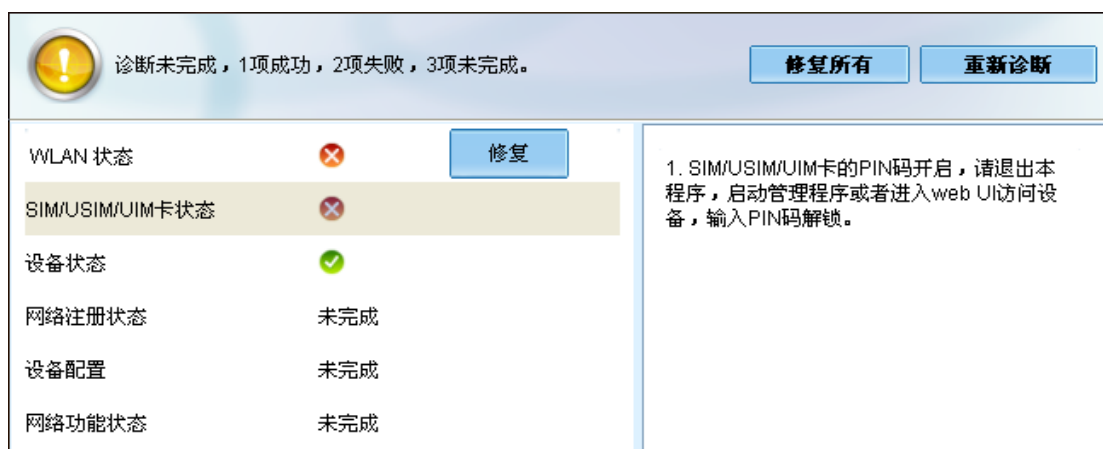 诊断未完成，1项成功，2项失败，3项未完成。
修复所有
重新诊断
WLAN 状态
修复
SIM/USIM/UIM卡状态
设备状态
网络注册状态
未完成
设备配置
未完成
网络功能状态
未完成
1. SIM/USIM/UIM卡的PIN码开启，请退出本
程序，启动管理程序或者进入web UI访问设
备，输入PIN码解锁。